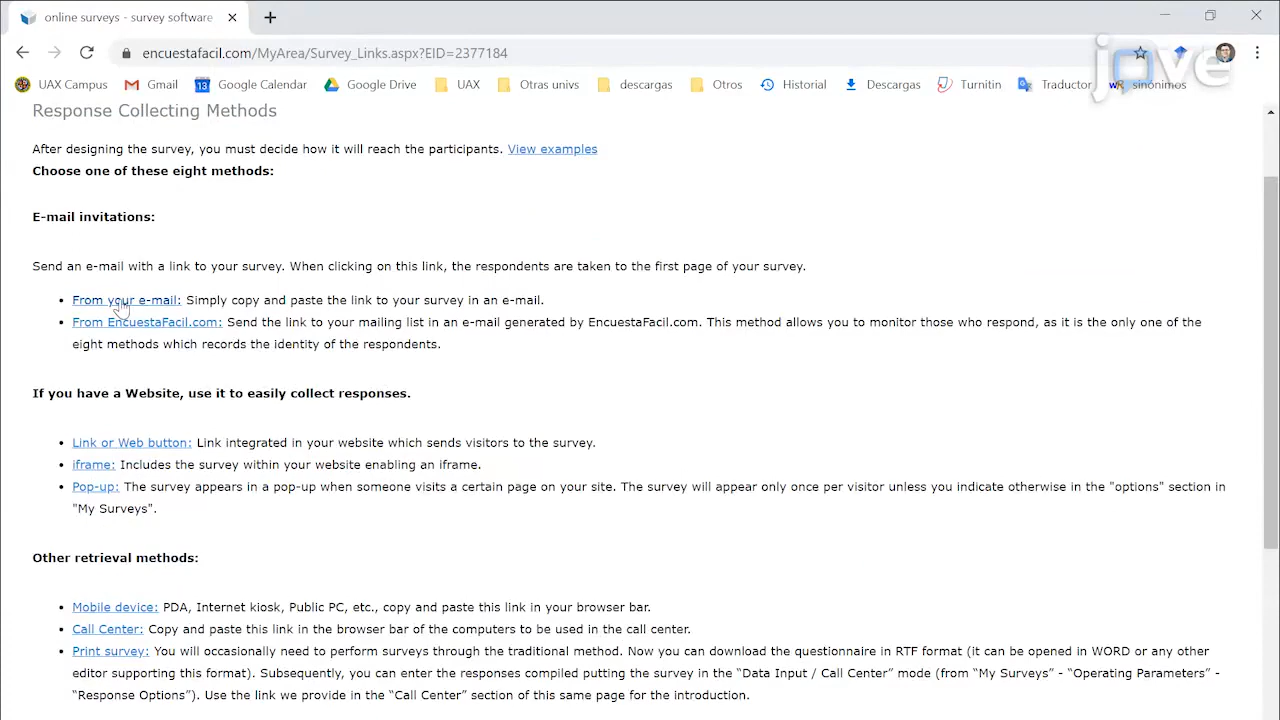 online surveys - survey software
encuestafacil.com/MyArea/Survey_Links.aspx?EID=2377184
jove
UAX Campus Gmail 13 Google Calendar Google Drive UAX Otras univs descargas Otros Historial Descargas Turnitin Traductor sinónimos
Response Collecting Methods
After designing the survey, you must decide how it will reach the participants. View examples
Choose one of these eight methods:
E-mail invitations:
Send an e-mail with a link to your survey. When clicking on this link, the respondents are taken to the first page of your survey.
• From your e-mail: Simply copy and paste the link to your survey in an e-mail.
• From EncuestaFacil.com: Send the link to your mailing list in an e-mail generated by EncuestaFacil.com. This method allows you to monitor those who respond, as it is the only one of the
eight methods which records the identity of the respondents.
If you have a Website, use it to easily collect responses.
• Link or Web button: Link integrated in your website which sends visitors to the survey.
• iframe: Includes the survey within your website enabling an iframe.
• Pop-up: The survey appears in a pop-up when someone visits a certain page on your site. The survey will appear only once per visitor unless you indicate otherwise in the "options" section in
"My Surveys".
Other retrieval methods:
• Mobile device: PDA, Internet kiosk, Public PC, etc., copy and paste this link in your browser bar.
• Call Center: Copy and paste this link in the browser bar of the computers to be used in the call center.
• Print survey: You will occasionally need to perform surveys through the traditional method. Now you can download the questionnaire in RTF format (it can be opened in WORD or any other
editor supporting this format). Subsequently, you can enter the responses compiled putting the survey in the “Data Input / Call Center” mode (from “My Surveys” - “Operating Parameters” -
“Response Options”). Use the link we provide in the “Call Center” section of this same page for the introduction.